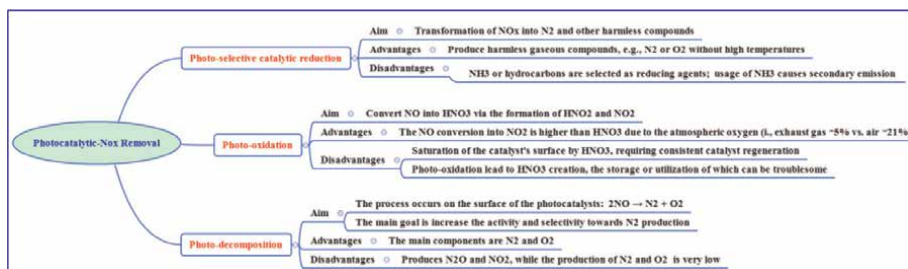 Aim
Transformation of NOx into N2 and other harmless compounds
Photo-selective catalytic reduction
Advantages
Produce harmless gaseous compounds, e.g., N2 or O2 without high temperatures
Disadvantages
NH3 or hydrocarbons are selected as reducing agents; usage of NH3 causes secondary emission
Photocatalytic-Nox Removal
Aim
Convert NO into HNO3 via the formation of HNO2 and NO2
Photo-oxidation
Advantages
The NO conversion into NO2 is higher than HNO3 due to the atmospheric oxygen (i., exhaust gas ~5% vs. air ~21%
Disadvantages
Saturation of the catalyst's surface by HNO3, requiring consistent catalyst regeneration
Photo-oxidation lead to HNO3 creation, the storage or utilization of which can be troublesome
Photo-decomposition
Aim
The process occurs on the surface of the photocatalysts: 2NO → N2 + O2
The main goal is increase the activity and selectivity towards N2 production
Advantages
The main components are N2 and O2
Disadvantages
Produces N2O and NO2, while the production of N2 and O2 is very low